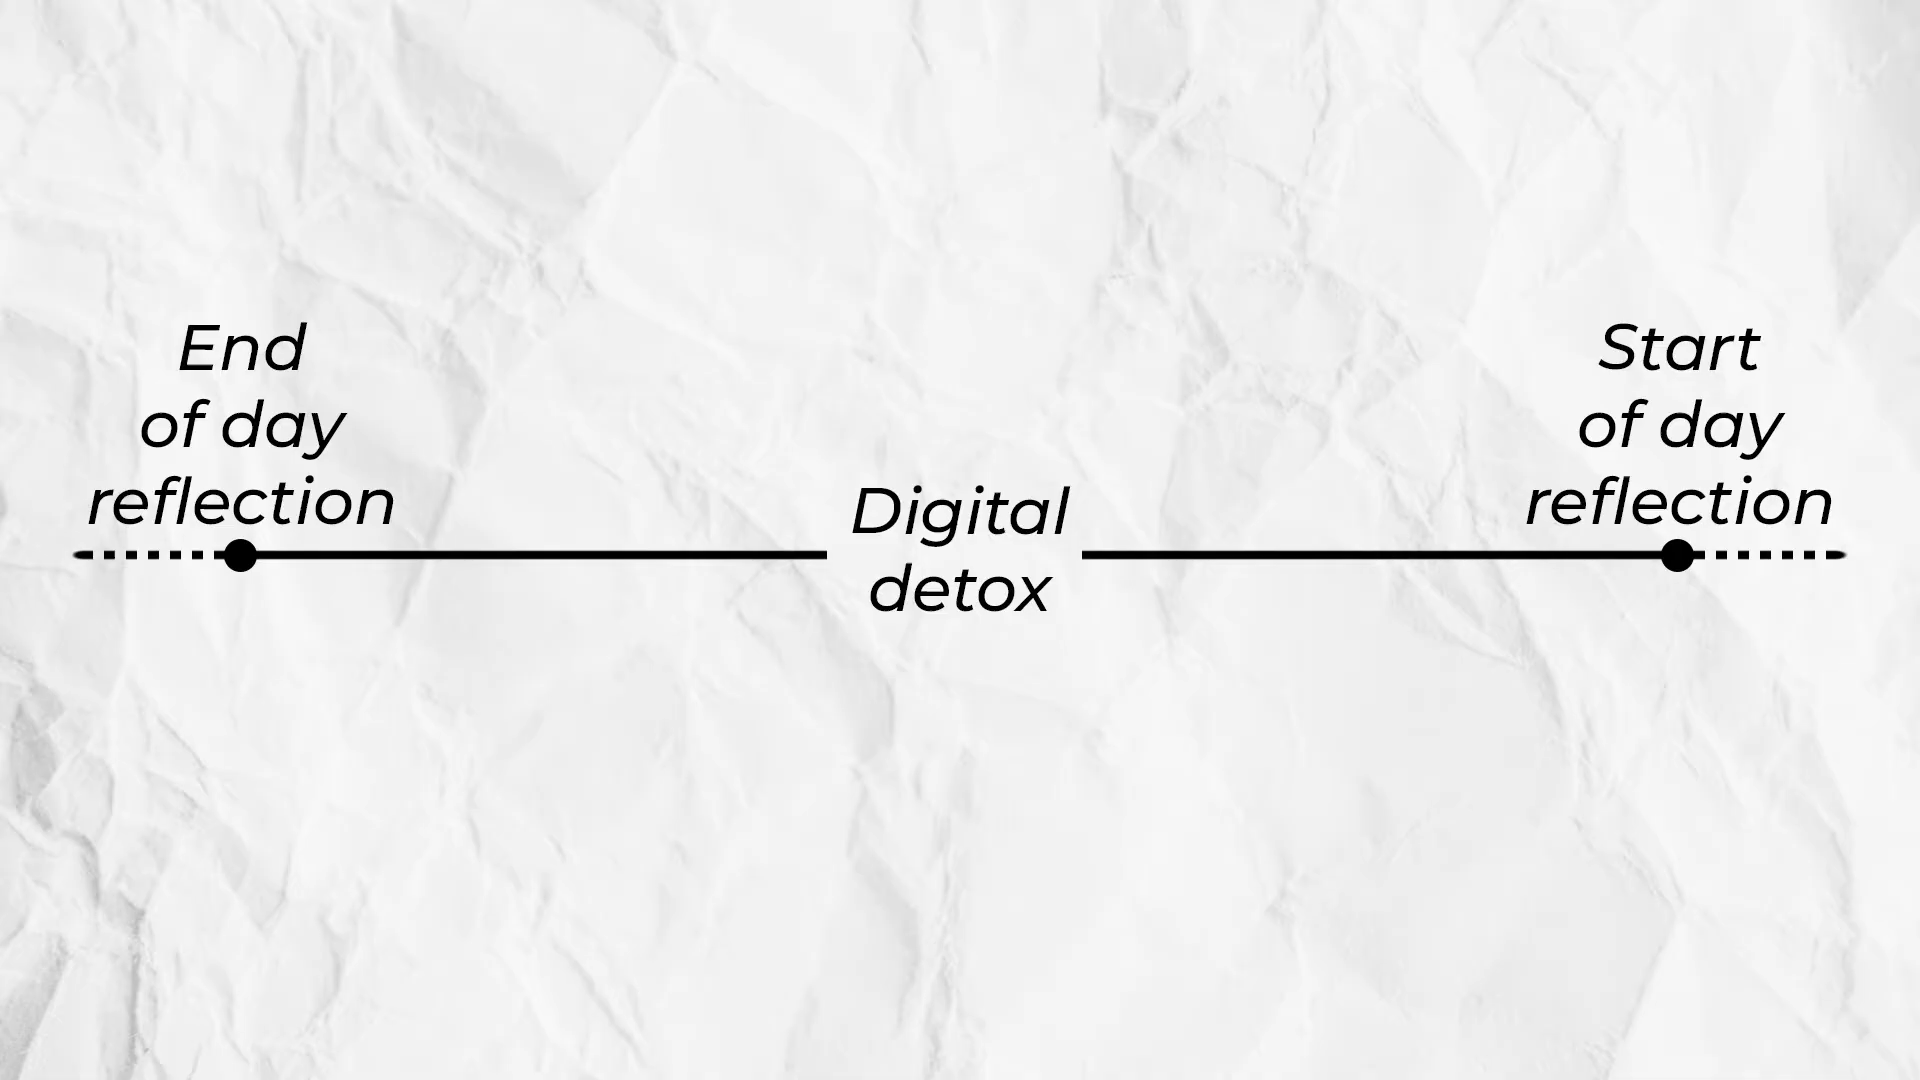 End
of day
reflection
Digital
detox
Start
of day
reflection